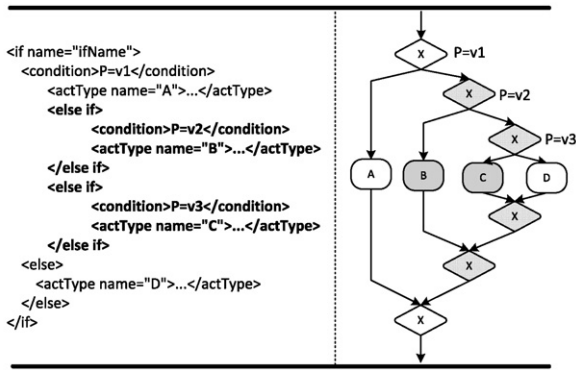 <if name="ifName">
<condition>P=v1</condition>
<actType name="A">...</actType>
<else if>
<condition>P=v2</condition>
<actType name="B">...</actType>
</else if>
<else if>
<condition>P=v3</condition>
<actType name="C">...</actType>
</else if>
<else>
<actType name="D">...</actType>
</else>
</if>
X P=v1
X P=v2
X P=v3
A B C D
X
X
X